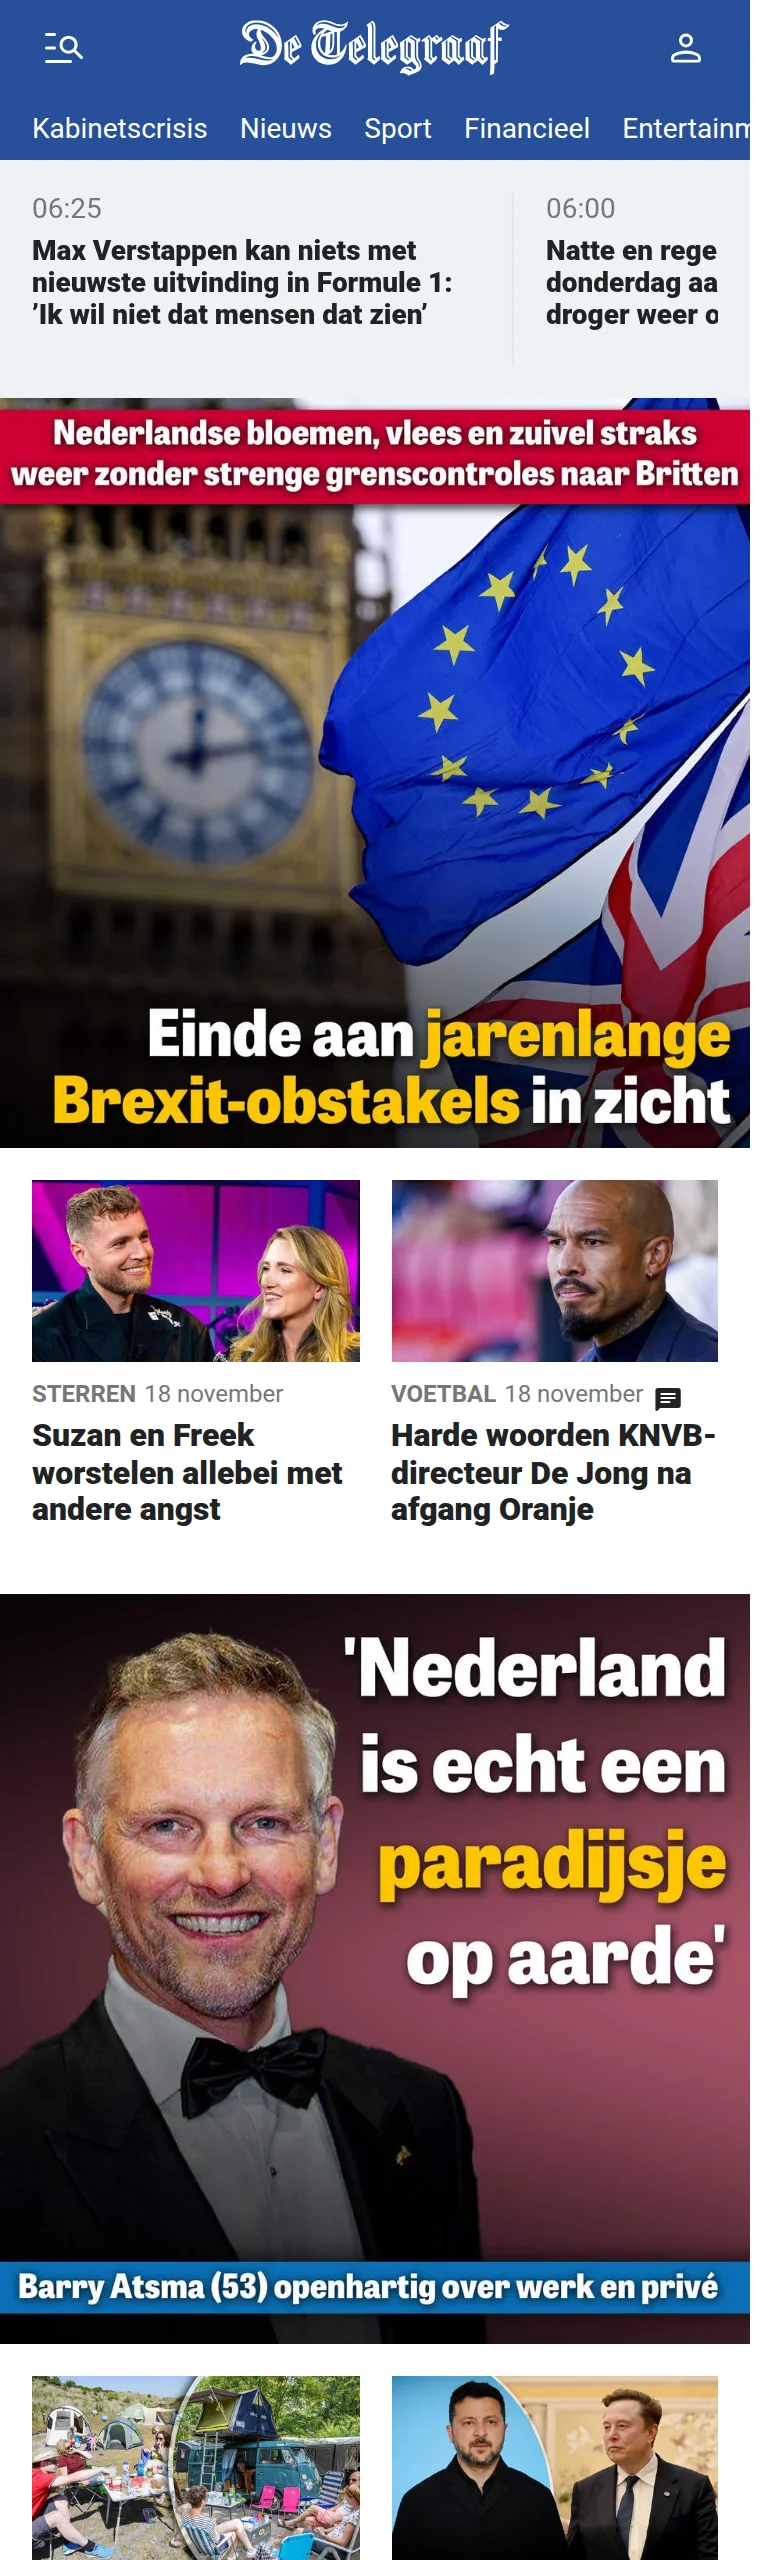 De Telegraaf
Kabinetscrisis Nieuws Sport Financieel Entertainm
06:25
Max Verstappen kan niets met
nieuwste uitvinding in Formule 1:
’Ik wil niet dat mensen dat zien’
06:00
Natte en rege
donderdag aa
droger weer o
Nederlandse bloemen, vlees en zuivel straks
weer zonder strenge grenscontroles naar Britten
Einde aan jarenlange
Brexit-obstakels in zicht
STERREN 18 november
Suzan en Freek
worstelen allebei met
andere angst
VOETBAL 18 november
Harde woorden KNVB-
directeur De Jong na
afgang Oranje
'Nederland
is echt een
paradijsje
op aarde'
Barry Atsma (53) openhartig over werk en privé